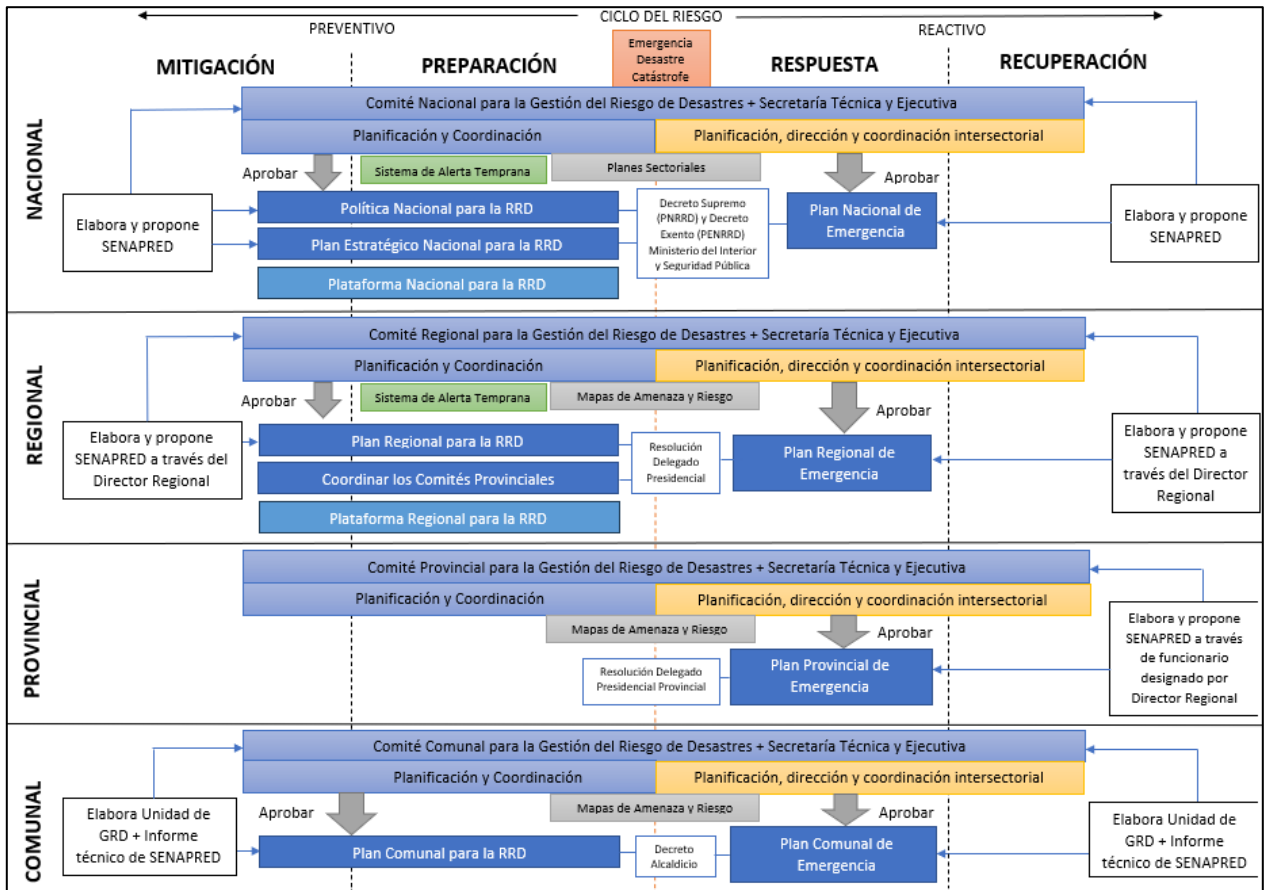 CICLO DEL RIESGO
PREVENTIVO
REACTIVO
MITIGACIÓN
PREPARACIÓN
Emergencia
Desastre
Catástrofe
RESPUESTA
RECUPERACIÓN
NACIONAL
Comité Nacional para la Gestión del Riesgo de Desastres + Secretaría Técnica y Ejecutiva
Planificación y Coordinación
Planificación, dirección y coordinación intersectorial
Aprobar
Sistema de Alerta Temprana
Planes Sectoriales
Aprobar
Elabora y propone
SENAPRED
Política Nacional para la RRD
Plan Estratégico Nacional para la RRD
Plataforma Nacional para la RRD
Decreto Supremo
(PNRRD) y Decreto
Exento (PENRRD)
Ministerio del Interior
y Seguridad Pública
Plan Nacional de
Emergencia
Elabora y propone
SENAPRED
REGIONAL
Comité Regional para la Gestión del Riesgo de Desastres + Secretaría Técnica y Ejecutiva
Planificación y Coordinación
Planificación, dirección y coordinación intersectorial
Aprobar
Sistema de Alerta Temprana
Mapas de Amenaza y Riesgo
Aprobar
Elabora y propone
SENAPRED a través del
Director Regional
Plan Regional para la RRD
Coordinar los Comités Provinciales
Plataforma Regional para la RRD
Resolución
Delegado
Presidencial
Plan Regional de
Emergencia
Elabora y propone
SENAPRED a
través del Director
Regional
PROVINCIAL
Comité Provincial para la Gestión del Riesgo de Desastres + Secretaría Técnica y Ejecutiva
Planificación y Coordinación
Planificación, dirección y coordinación intersectorial
Mapas de Amenaza y Riesgo
Aprobar
Resolución Delegado
Presidencial Provincial
Plan Provincial de
Emergencia
Elabora y propone
SENAPRED a través
de funcionario
designado por
Director Regional
COMUNAL
Comité Comunal para la Gestión del Riesgo de Desastres + Secretaría Técnica y Ejecutiva
Planificación y Coordinación
Planificación, dirección y coordinación intersectorial
Aprobar
Mapas de Amenaza y Riesgo
Aprobar
Elabora Unidad de
GRD + Informe
técnico de SENAPRED
Plan Comunal para la RRD
Decreto
Alcaldicio
Plan Comunal de
Emergencia
Elabora Unidad de
GRD + Informe
técnico de SENAPRED